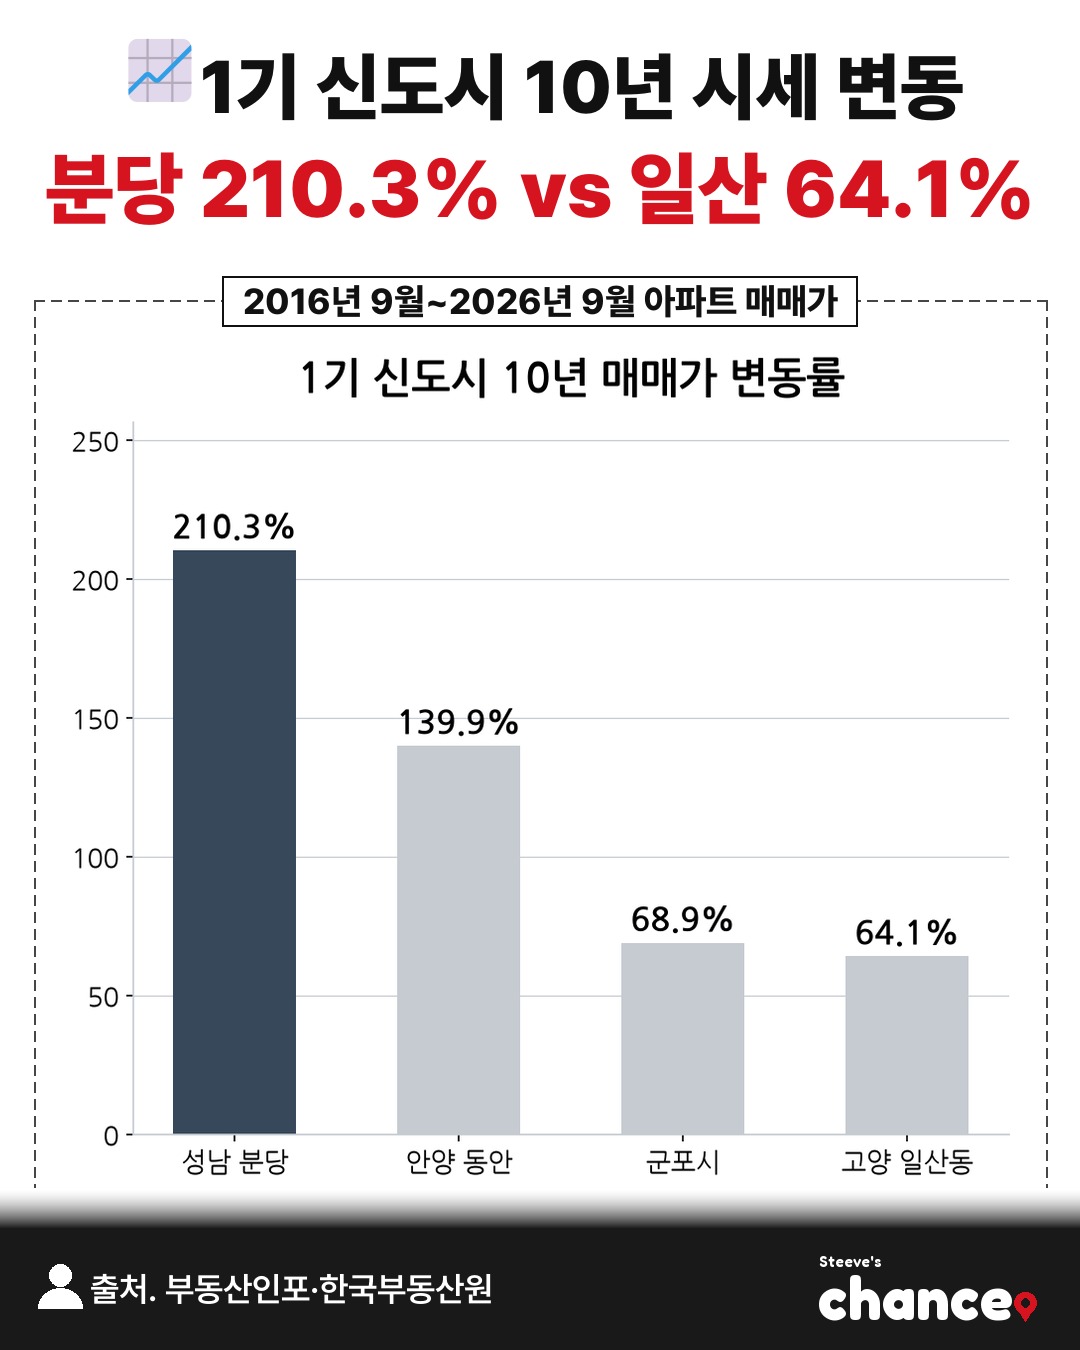 1기 신도시 10년 시세 변동
분당 210.3% vs 일산 64.1%
2016년 9월~2026년 9월 아파트 매매가
1기 신도시 10년 매매가 변동률
250
200
150
100
50
0
210.3%
139.9%
68.9%
64.1%
성남 분당
안양 동안
군포시
고양 일산동
출처. 부동산인포·한국부동산원
Steeve's
chance